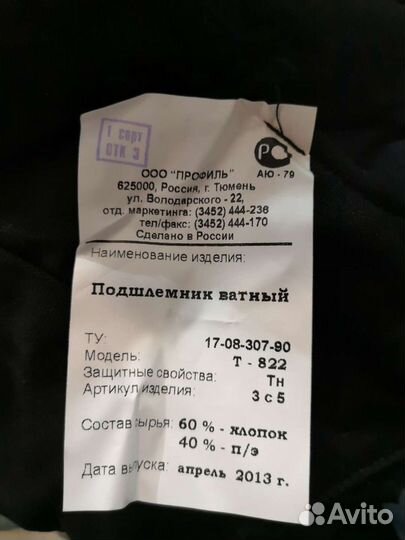 I сорт
ОТК 3
РС
АЮ - 79
ООО "ПРОФИЛЬ"
625000, Россия, г. Тюмень
ул. Володарского - 22,
отд. маркетинга: (3452) 444-236
тел/факс: (3452) 444-170
Сделано в России
Наименование изделия:
Подшлемник ватный
ТУ: 17-08-307-90
Модель: Т - 822
Защитные свойства: Тн
Артикул изделия: 3 с 5
Состав сырья: 60 % - хлопок
40 % - п/э
Дата выпуска: апрель 2013 г.
Avito